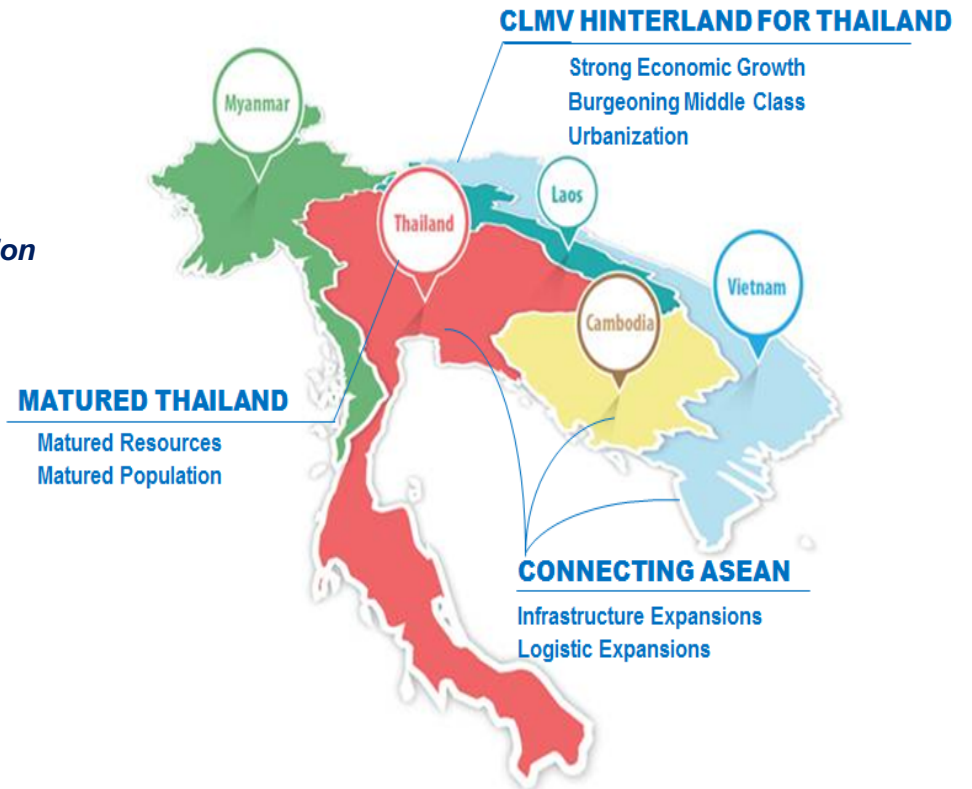 CLMV HINTERLAND FOR THAILAND
Strong Economic Growth
Burgeoning Middle Class
Urbanization
Myanmar
Laos
Thailand
Vietnam
Cambodia
MATURED THAILAND
Matured Resources
Matured Population
CONNECTING ASEAN
Infrastructure Expansions
Logistic Expansions